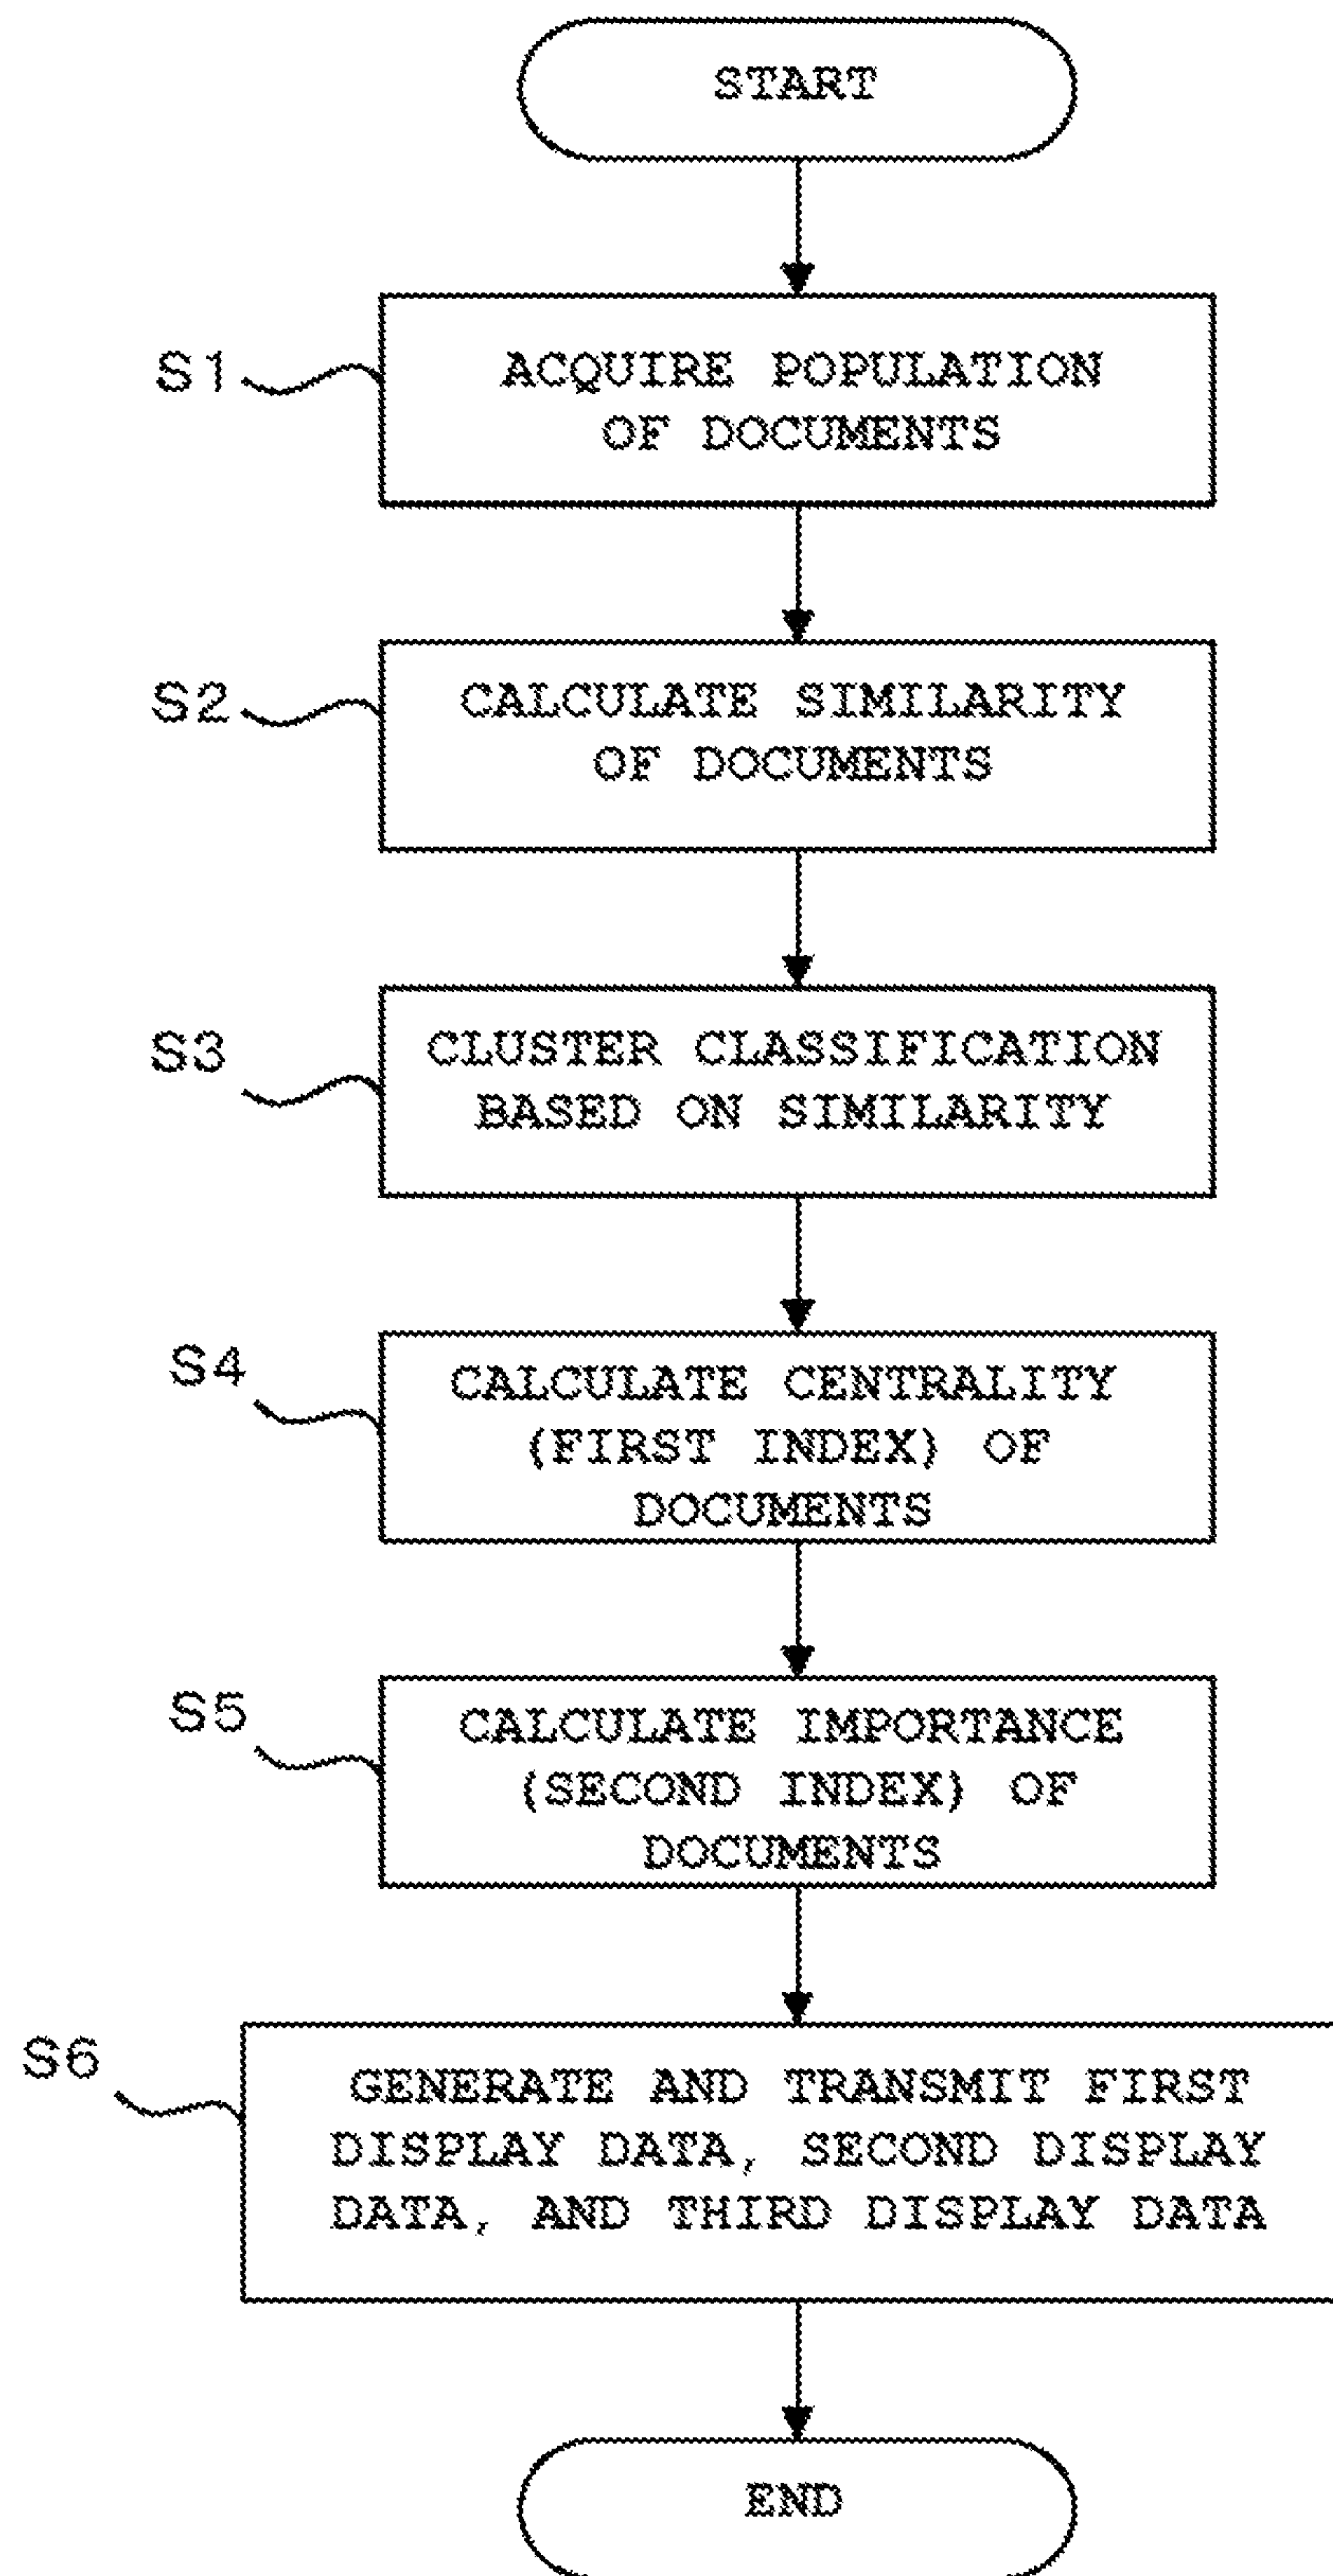 START
S1
ACQUIRE POPULATION
OF DOCUMENTS
S2
CALCULATE SIMILARITY
OF DOCUMENTS
S3
CLUSTER CLASSIFICATION
BASED ON SIMILARITY
S4
CALCULATE CENTRALITY
(FIRST INDEX) OF
DOCUMENTS
S5
CALCULATE IMPORTANCE
(SECOND INDEX) OF
DOCUMENTS
S6
GENERATE AND TRANSMIT FIRST
DISPLAY DATA, SECOND DISPLAY
DATA, AND THIRD DISPLAY DATA
END